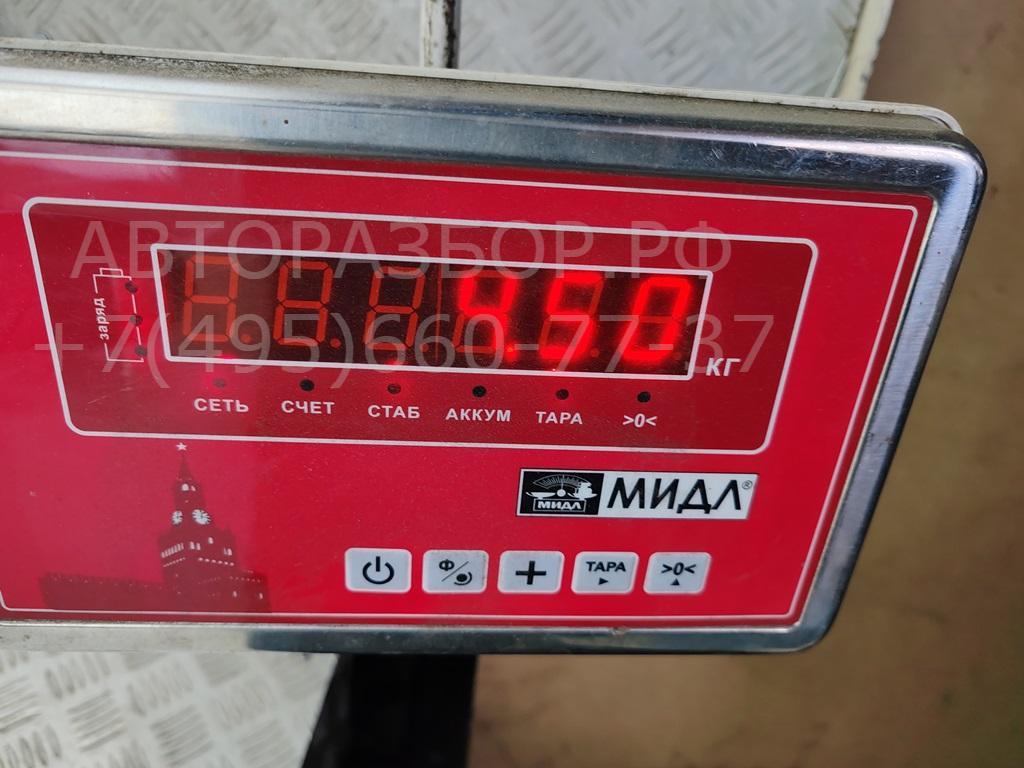 АВТОРАЗБОР.РФ
+7(495)660-77-37
заряд
4.50
КГ
СЕТЬ СЧЕТ СТАБ АККУМ ТАРА >0<
МИДЛ МИДЛ®
Ф/ + ТАРА >0<